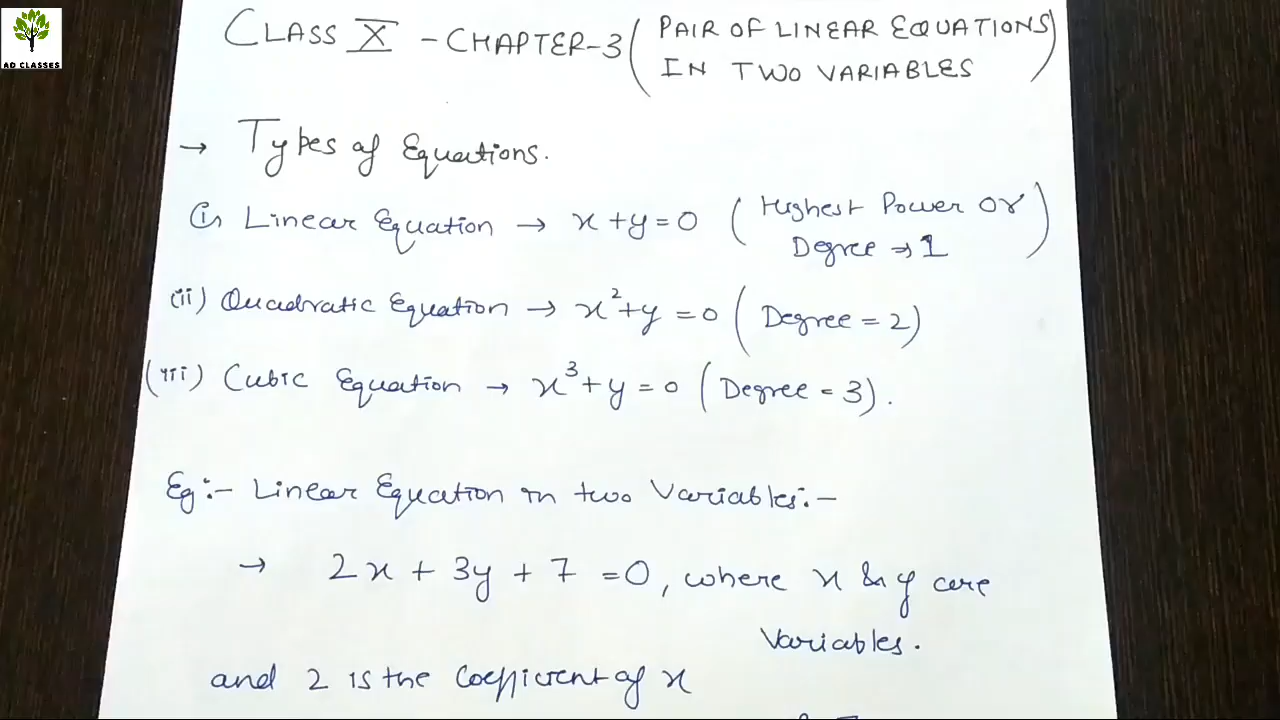 AD CLASSES
CLASS X - CHAPTER-3 ( PAIR OF LINEAR EQUATIONS
IN TWO VARIABLES )
→ Types of Equations.
(i) Linear Equation → x + y = 0 ( Highest Power or
Degree → 1 )
(ii) Quadratic Equation → x² + y = 0 ( Degree = 2 )
(iii) Cubic Equation → x³ + y = 0 ( Degree = 3 ).
Eg:- Linear Equation in two Variables:-
→ 2x + 3y + 7 = 0, where x & y are
Variables.
and 2 is the coefficient of x